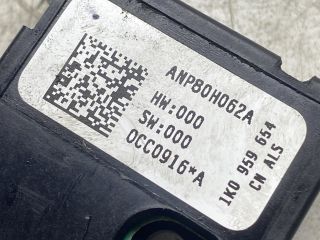 ANP80H062A
HW:000
SW:000
0CC0916*A
1K0 959 654
CN ALS